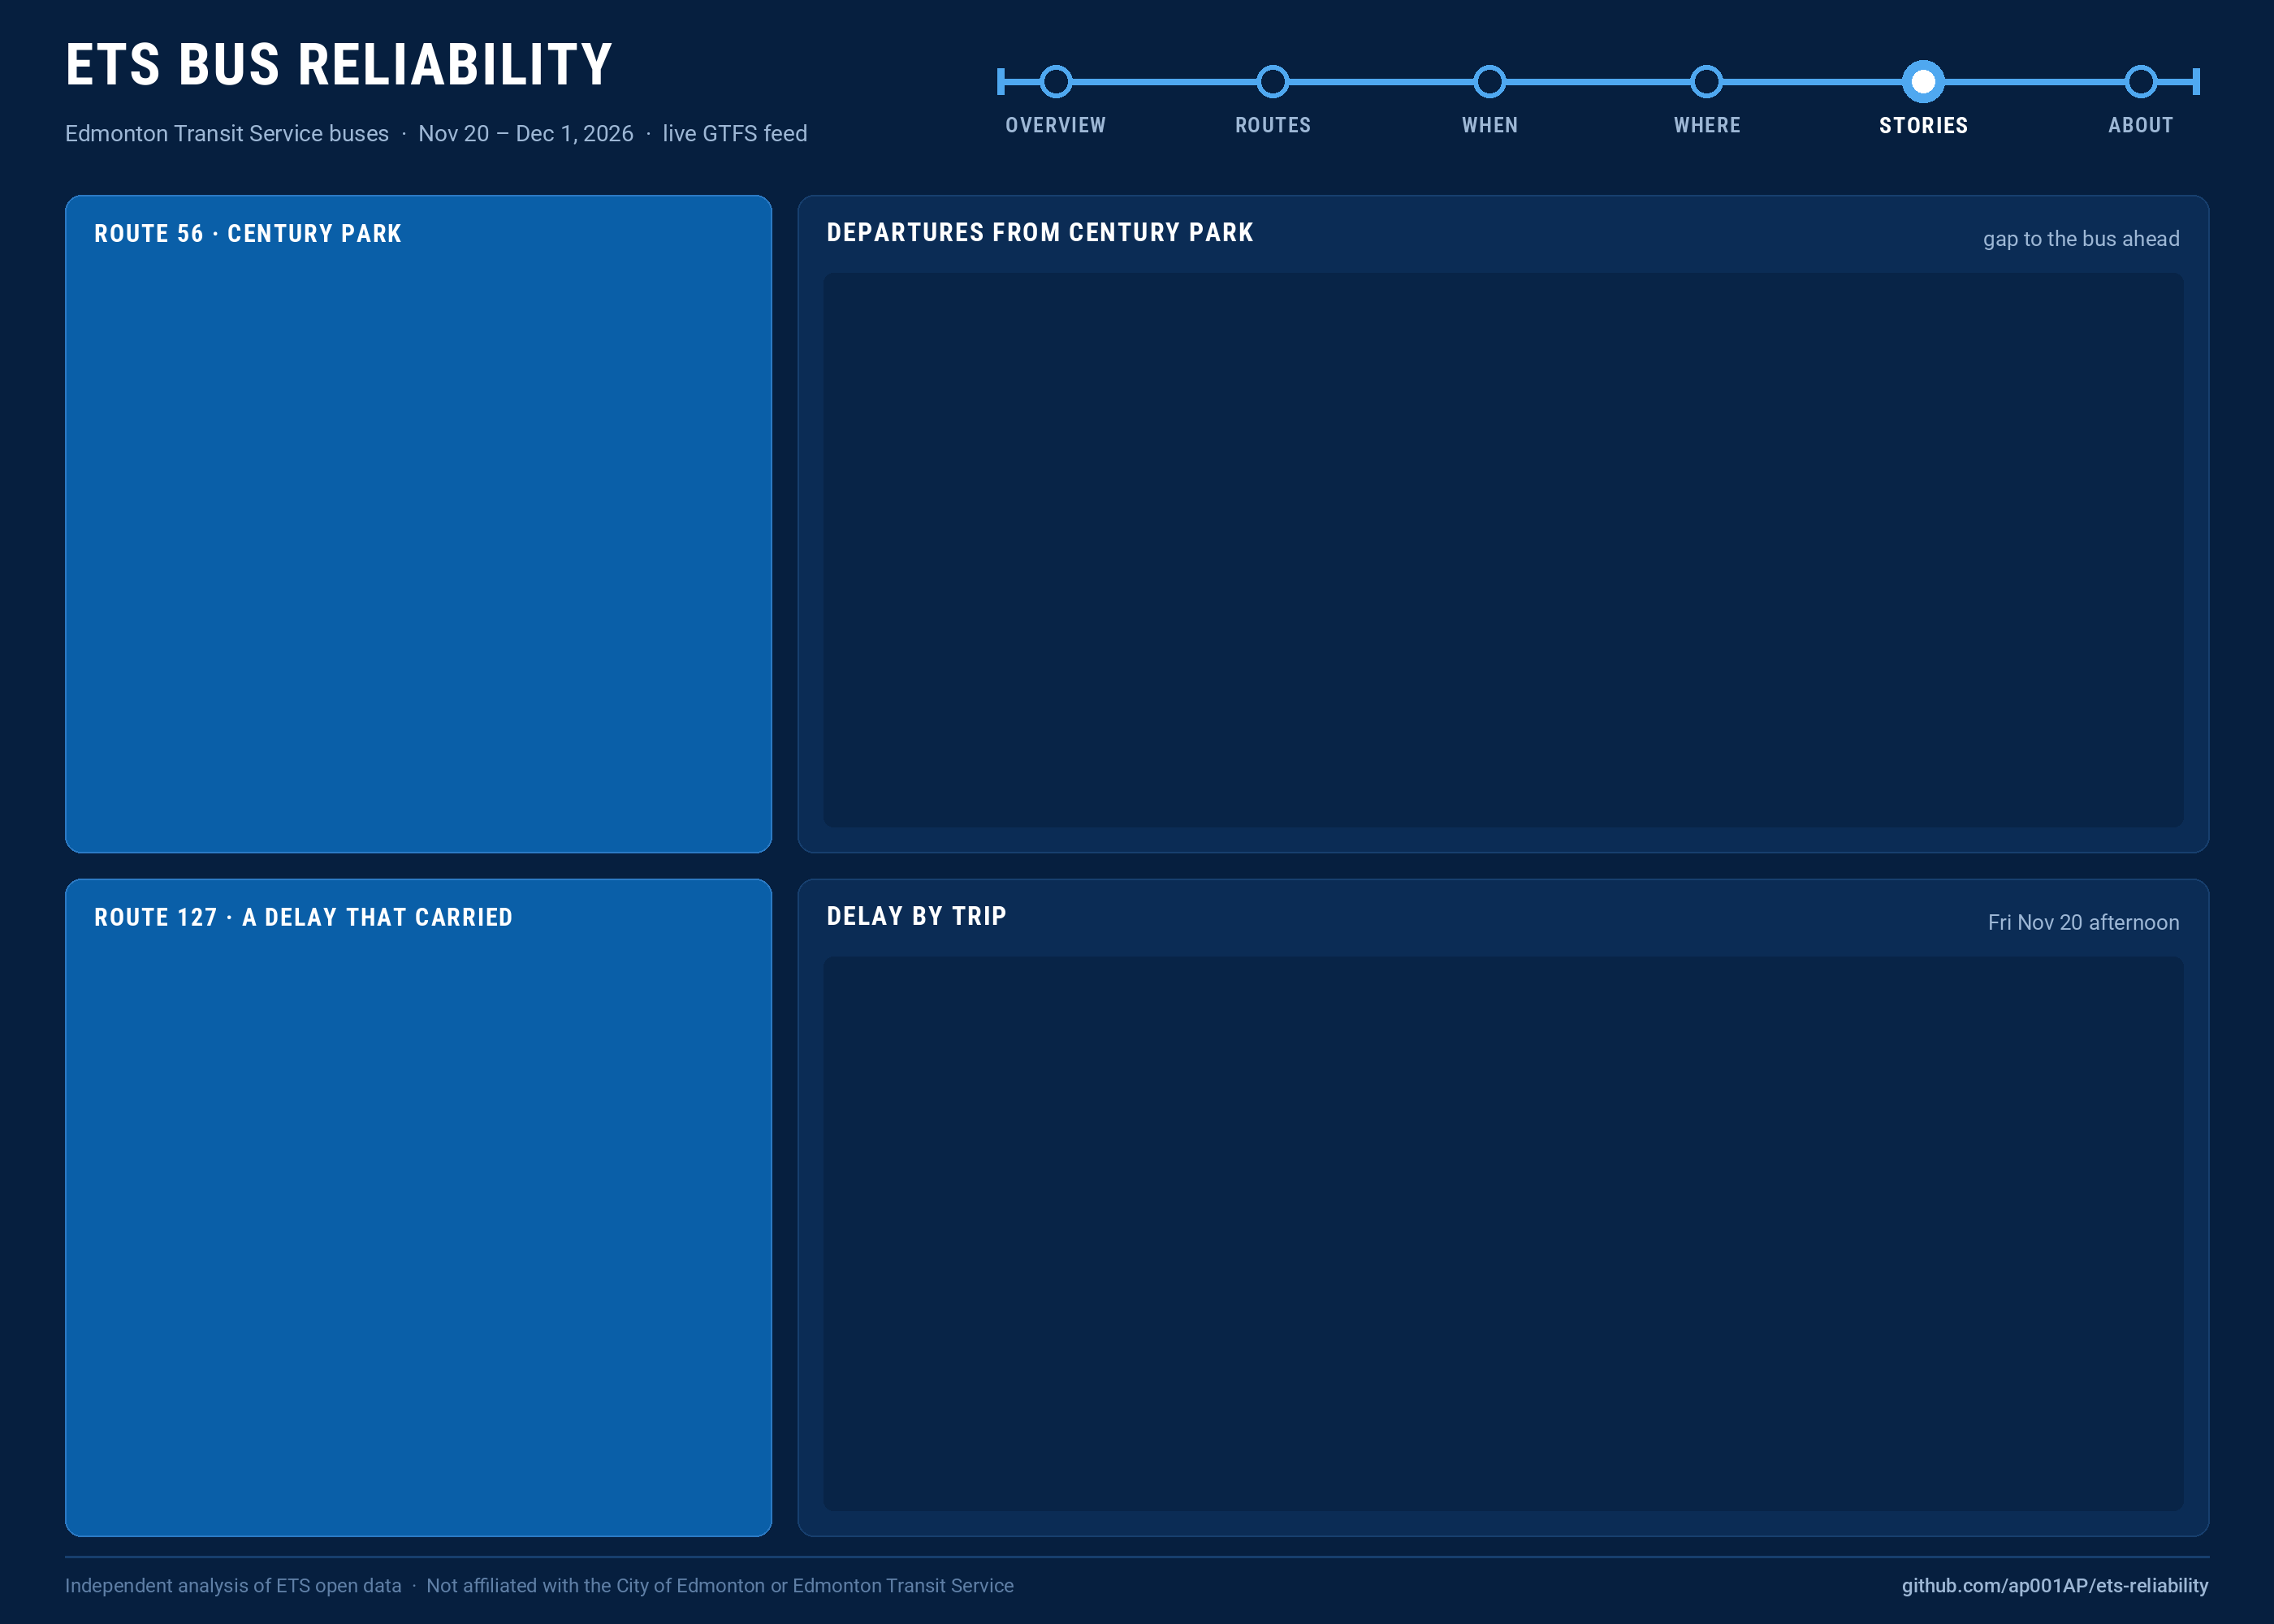 ETS BUS RELIABILITY
Edmonton Transit Service buses · Nov 20 – Dec 1, 2026 · live GTFS feed
OVERVIEW
ROUTES
WHEN
WHERE
STORIES
ABOUT
ROUTE 56 · CENTURY PARK
DEPARTURES FROM CENTURY PARK
gap to the bus ahead
ROUTE 127 · A DELAY THAT CARRIED
DELAY BY TRIP
Fri Nov 20 afternoon
Independent analysis of ETS open data · Not affiliated with the City of Edmonton or Edmonton Transit Service
github.com/ap001AP/ets-reliability